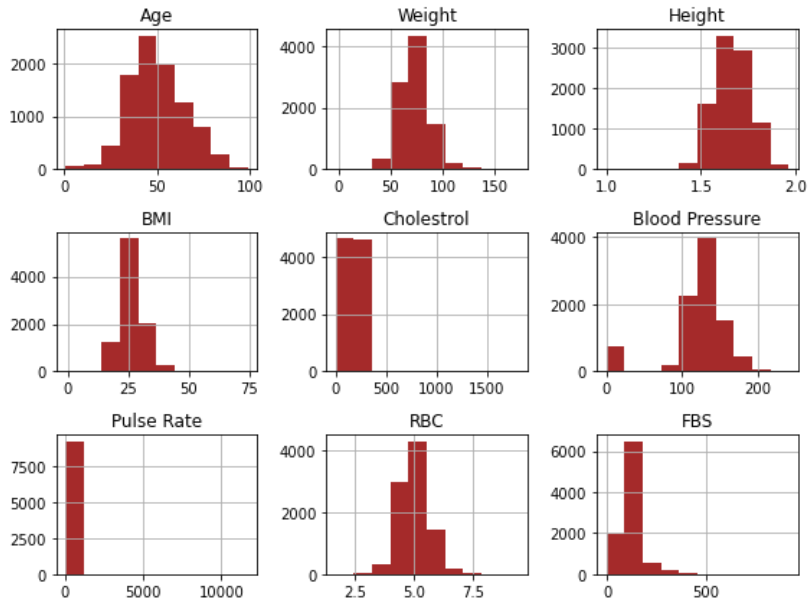 Age Weight Height
2000 4000 3000
1000 2000 2000
1000
0 0 0
0 50 100 0 50 100 150 1.0 1.5 2.0
BMI Cholestrol Blood Pressure
4000 4000 4000
2000 2000 2000
0 0 0
0 25 50 75 0 500 1000 1500 0 100 200
Pulse Rate RBC FBS
7500 4000 6000
5000 4000
2500 2000 2000
0 0 0
0 5000 10000 2.5 5.0 7.5 0 500